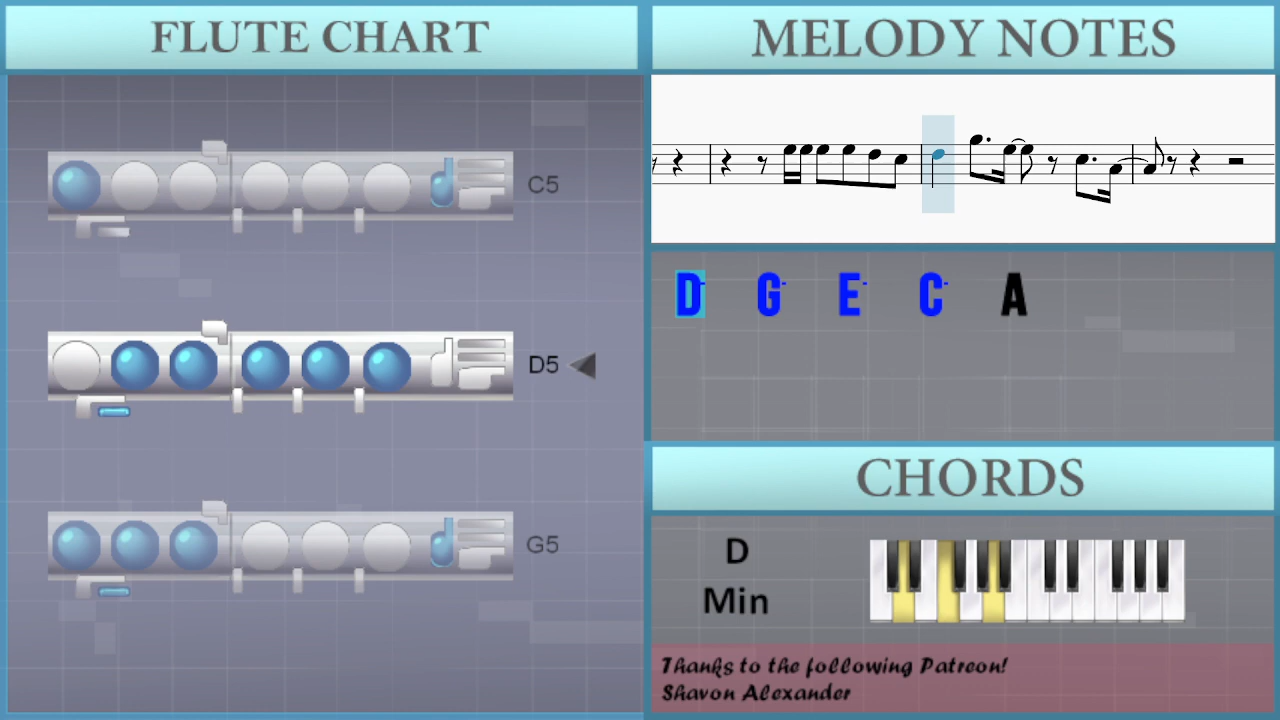 FLUTE CHART
C5
D5
G5
MELODY NOTES
D- G- E- C- A
CHORDS
D
Min
Thanks to the following Patreon!
Shavon Alexander